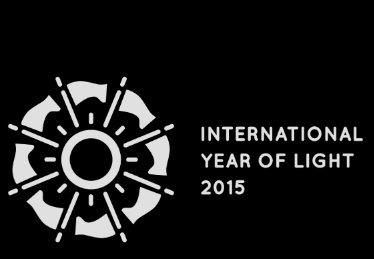 INTERNATIONAL
YEAR OF LIGHT
2015